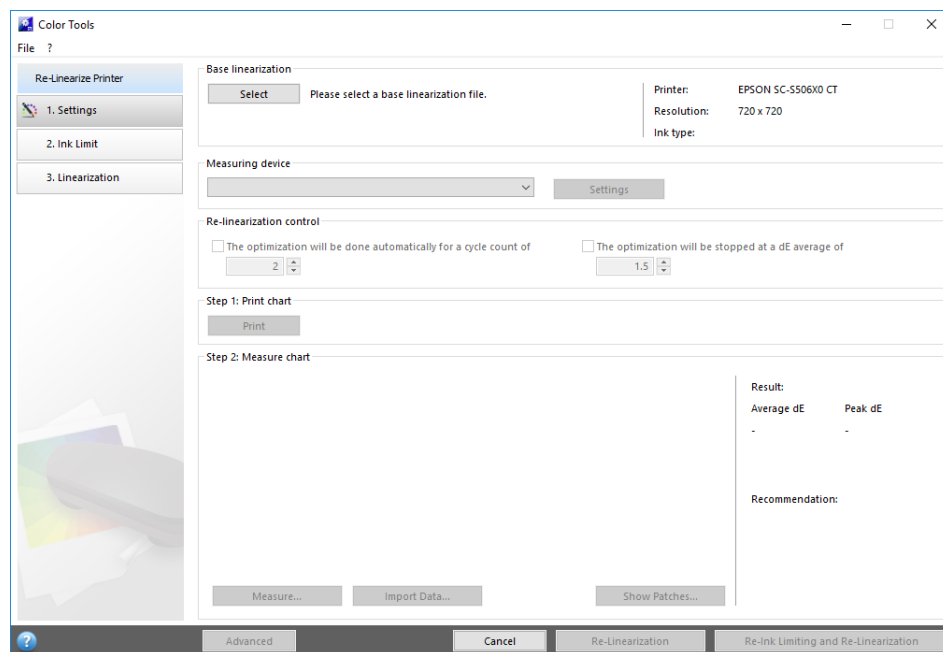 Color Tools
File ?
Re-Linearize Printer
1. Settings
2. Ink Limit
3. Linearization
Base linearization
Select Please select a base linearization file.
Printer: EPSON SC-S506X0 CT
Resolution: 720 x 720
Ink type:
Measuring device
Settings
Re-linearization control
The optimization will be done automatically for a cycle count of
2
The optimization will be stopped at a dE average of
1.5
Step 1: Print chart
Print
Step 2: Measure chart
Result:
Average dE Peak dE
- -
Recommendation:
Measure... Import Data... Show Patches...
? Advanced Cancel Re-Linearization Re-Ink Limiting and Re-Linearization